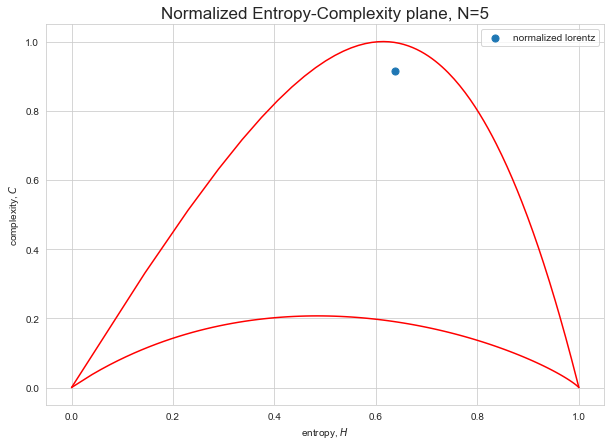 Normalized Entropy-Complexity plane, N=5
normalized lorentz
1.0
0.8
0.6
0.4
0.2
0.0
complexity, C
0.0 0.2 0.4 0.6 0.8 1.0
entropy, H